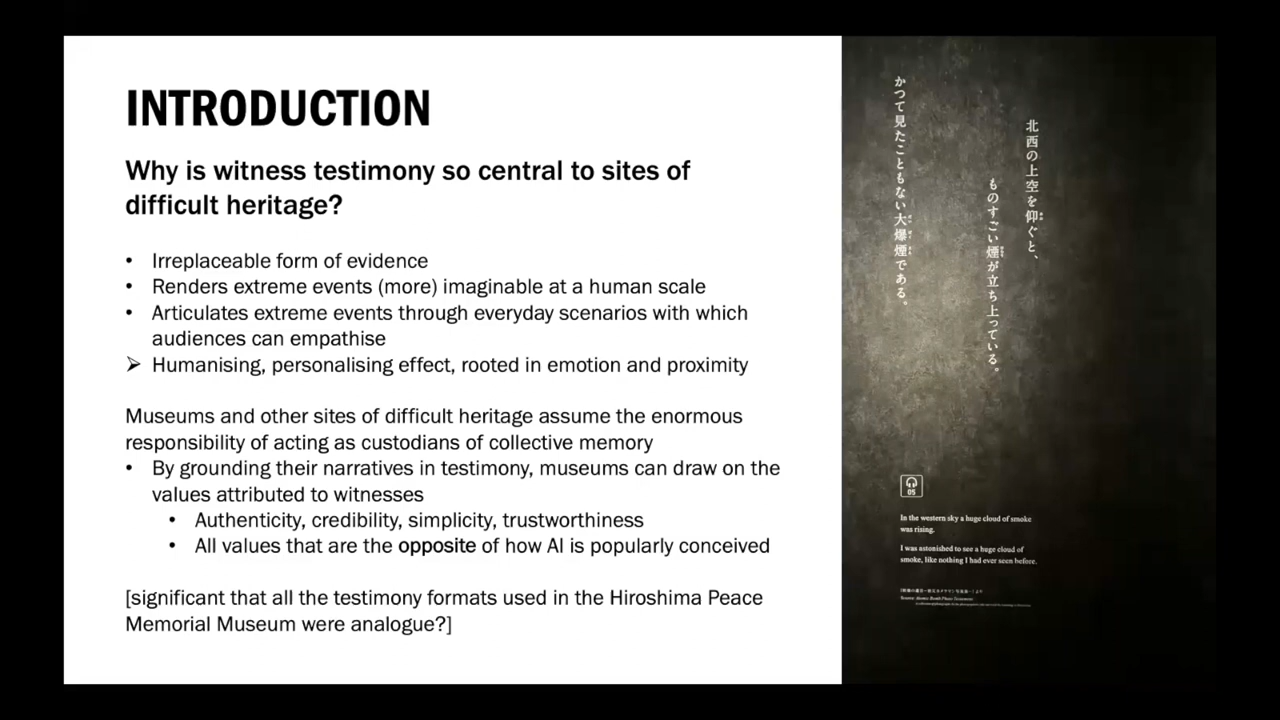 INTRODUCTION
Why is witness testimony so central to sites of
difficult heritage?
• Irreplaceable form of evidence
• Renders extreme events (more) imaginable at a human scale
• Articulates extreme events through everyday scenarios with which
audiences can empathise
➢ Humanising, personalising effect, rooted in emotion and proximity
Museums and other sites of difficult heritage assume the enormous
responsibility of acting as custodians of collective memory
• By grounding their narratives in testimony, museums can draw on the
values attributed to witnesses
• Authenticity, credibility, simplicity, trustworthiness
• All values that are the opposite of how AI is popularly conceived
[significant that all the testimony formats used in the Hiroshima Peace
Memorial Museum were analogue?]
北西の上空を仰ぐと、
ものすごい煙が立ち上っている。
かつて見たこともない大爆煙である。
05
In the western sky a huge cloud of smoke
was rising.
I was astonished to see a huge cloud of
smoke, like nothing I had ever seen before.